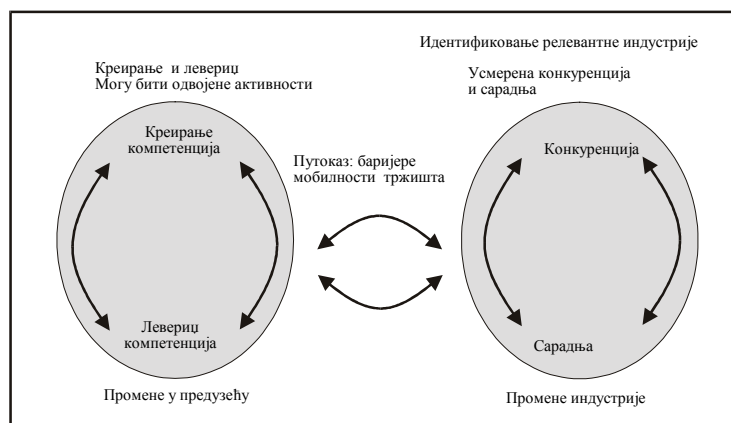 Идентификовање релевантне индустрије
Креирање и левериџ
Могу бити одвојене активности
Усмерена конкуренција
и сарадња
Креирање
компетенција
Путоказ: баријере
мобилности тржишта
Конкуренција
Левериџ
компетенција
Сарадња
Промене у предузећу
Промене индустрије